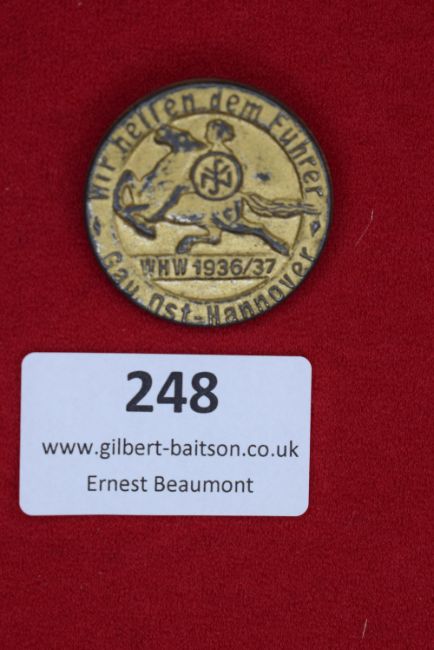 Wir helfen dem Führer
WHW 1936/37
Gau Ost-Hannover
248
www.gilbert-baitson.co.uk
Ernest Beaumont